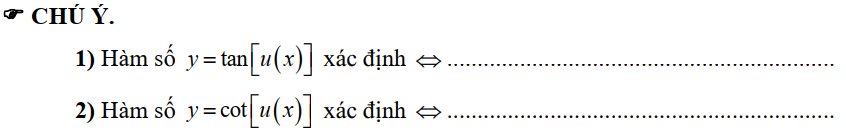 ☞ CHÚ Ý.
1) Hàm số y = tan[u(x)] xác định ⇔ ................................................................
2) Hàm số y = cot[u(x)] xác định ⇔ ................................................................